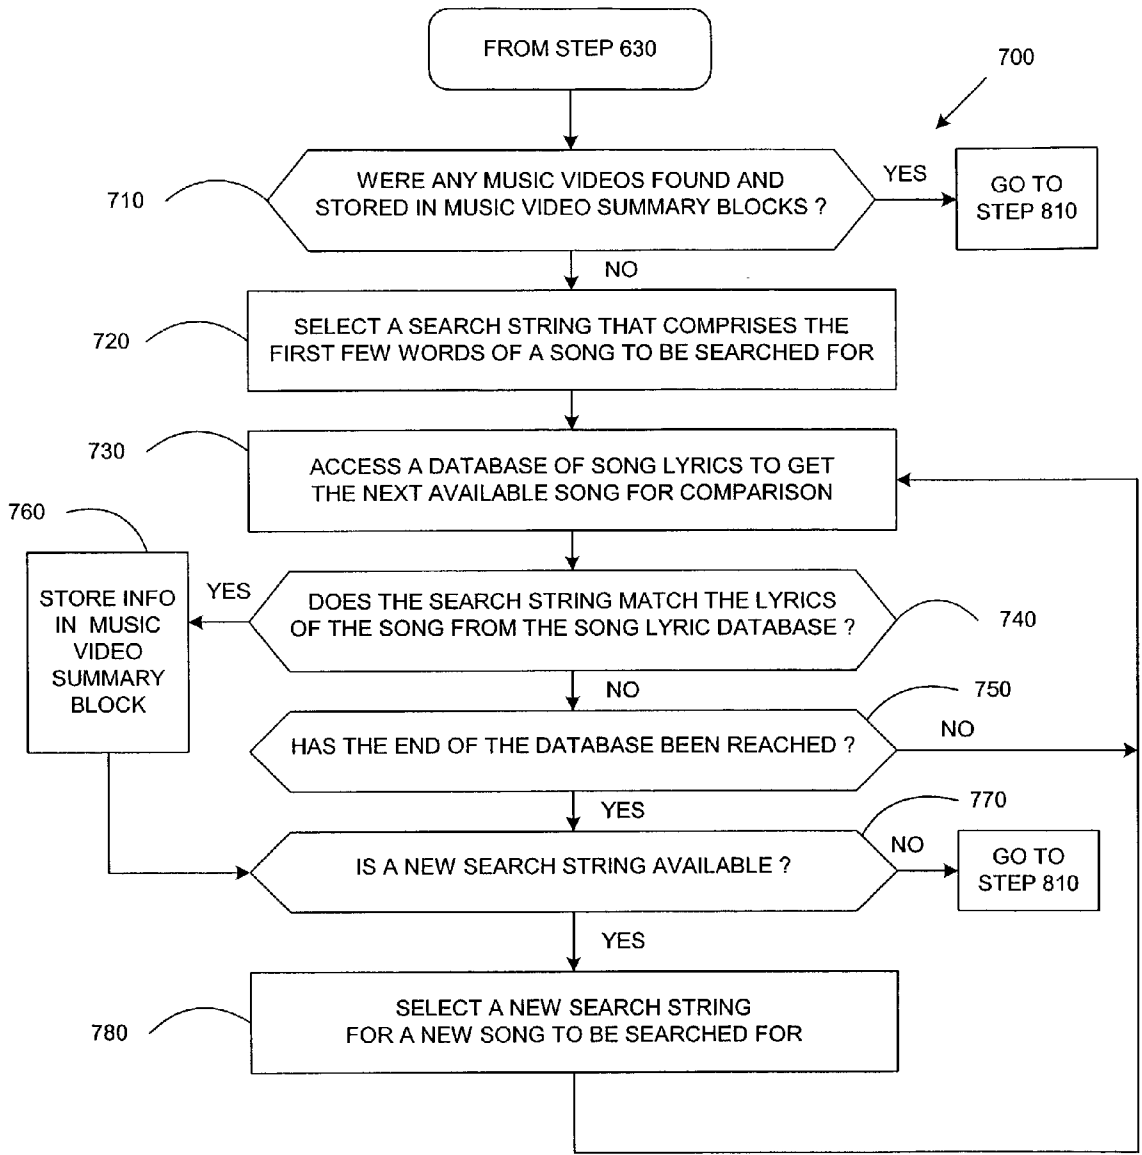 FROM STEP 630
700
710
WERE ANY MUSIC VIDEOS FOUND AND
STORED IN MUSIC VIDEO SUMMARY BLOCKS ?
YES
GO TO
STEP 810
NO
720
SELECT A SEARCH STRING THAT COMPRISES THE
FIRST FEW WORDS OF A SONG TO BE SEARCHED FOR
730
ACCESS A DATABASE OF SONG LYRICS TO GET
THE NEXT AVAILABLE SONG FOR COMPARISON
760
STORE INFO
IN MUSIC
VIDEO
SUMMARY
BLOCK
YES
DOES THE SEARCH STRING MATCH THE LYRICS
OF THE SONG FROM THE SONG LYRIC DATABASE ?
740
NO
750
HAS THE END OF THE DATABASE BEEN REACHED ?
NO
YES
770
IS A NEW SEARCH STRING AVAILABLE ?
NO
GO TO
STEP 810
YES
780
SELECT A NEW SEARCH STRING
FOR A NEW SONG TO BE SEARCHED FOR